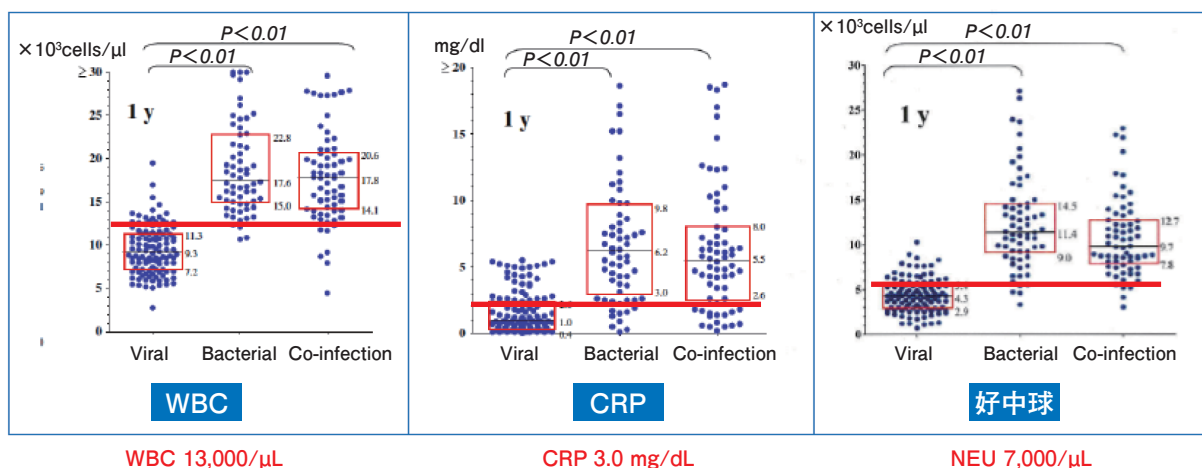 ×10³cells/μl
P＜0.01
P＜0.01
≥30
25
20
15
10
5
0
1 y
22.8
17.6
15.0
20.6
17.8
14.1
11.3
9.3
7.2
Viral
Bacterial
Co-infection
WBC
WBC 13,000/μL
mg/dl
P＜0.01
P＜0.01
≥20
15
10
5
0
1 y
9.8
6.2
3.0
8.0
5.5
2.6
1.0
0.4
Viral
Bacterial
Co-infection
CRP
CRP 3.0 mg/dL
×10³cells/μl
P＜0.01
P＜0.01
≥30
25
20
15
10
5
0
1 y
14.5
11.4
9.0
12.7
9.7
7.8
4.3
2.9
Viral
Bacterial
Co-infection
好中球
NEU 7,000/μL